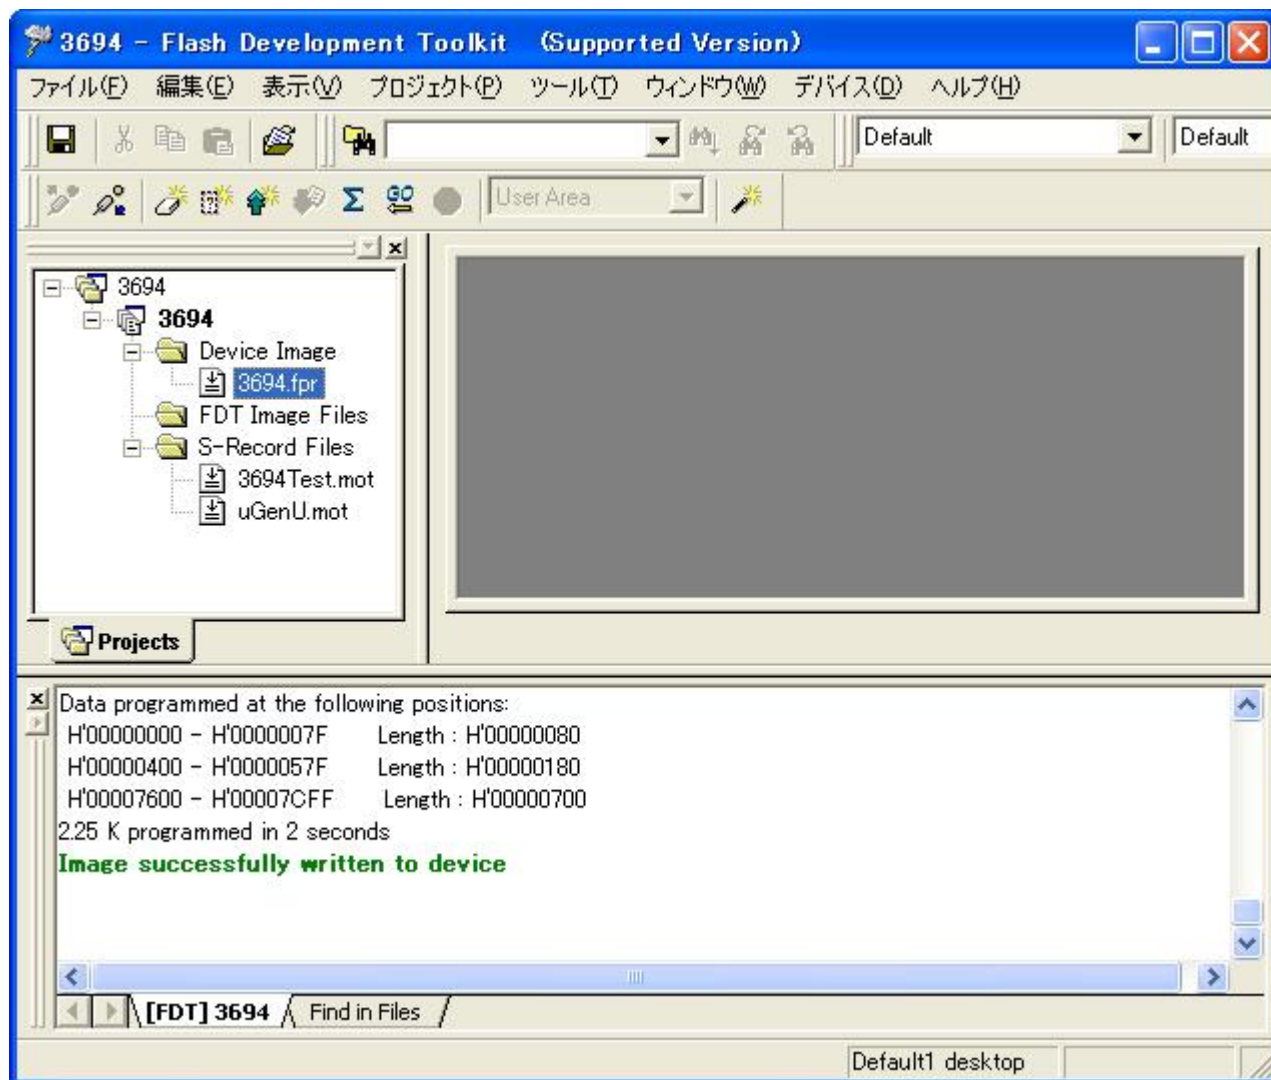 3694 - Flash Development Toolkit (Supported Version)
ファイル(F) 編集(E) 表示(V) プロジェクト(P) ツール(T) ウィンドウ(W) デバイス(D) ヘルプ(H)
Default Default
GO User Area
3694
3694
Device Image
3694.fpr
FDT Image Files
S-Record Files
3694Test.mot
uGenU.mot
Projects
Data programmed at the following positions:
H'00000000 - H'0000007F Length : H'00000080
H'00000400 - H'0000057F Length : H'00000180
H'00007600 - H'00007CFF Length : H'00000700
2.25 K programmed in 2 seconds
Image successfully written to device
[FDT] 3694 Find in Files
Default1 desktop